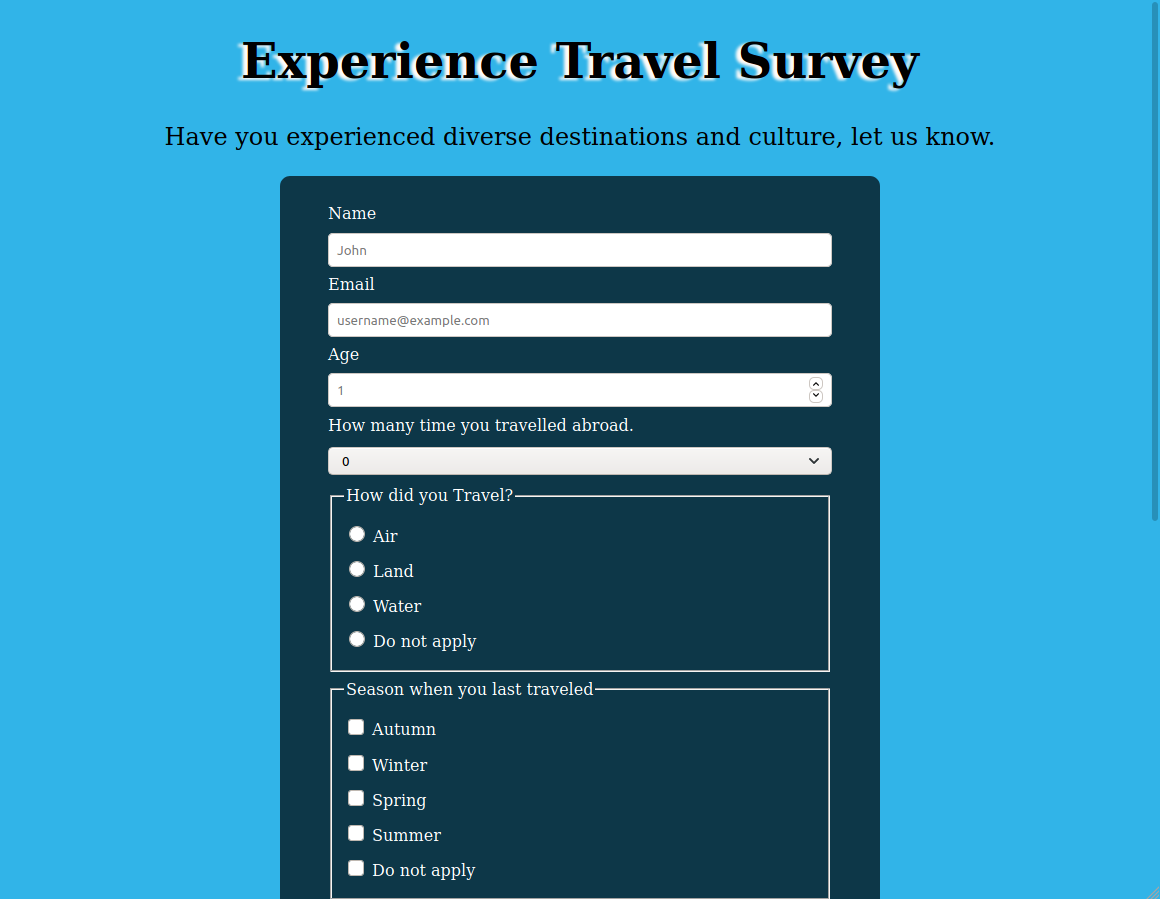 Experience Travel Survey
Have you experienced diverse destinations and culture, let us know.
Name
John
Email
username@example.com
Age
1
How many time you travelled abroad.
0
How did you Travel?
Air
Land
Water
Do not apply
Season when you last traveled
Autumn
Winter
Spring
Summer
Do not apply